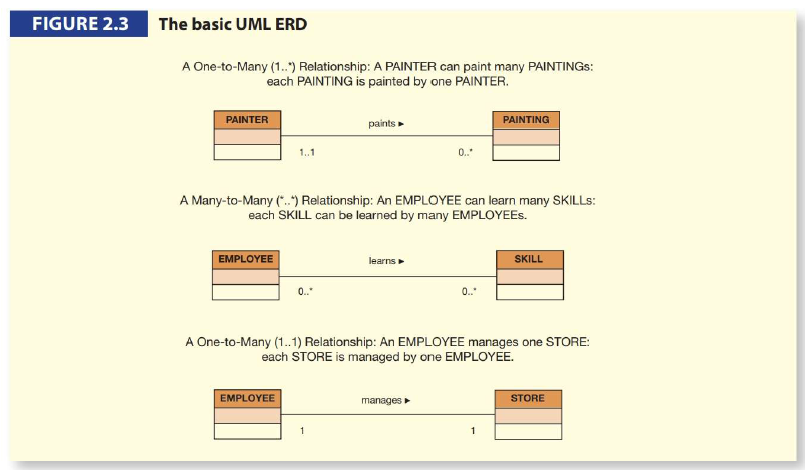 FIGURE 2.3 The basic UML ERD
A One-to-Many (1..*) Relationship: A PAINTER can paint many PAINTINGs:
each PAINTING is painted by one PAINTER.
PAINTER paints ► PAINTING
1..1 0..*
A Many-to-Many (*..*) Relationship: An EMPLOYEE can learn many SKILLs:
each SKILL can be learned by many EMPLOYEEs.
EMPLOYEE learns ► SKILL
0..* 0..*
A One-to-Many (1..1) Relationship: An EMPLOYEE manages one STORE:
each STORE is managed by one EMPLOYEE.
EMPLOYEE manages ► STORE
1 1